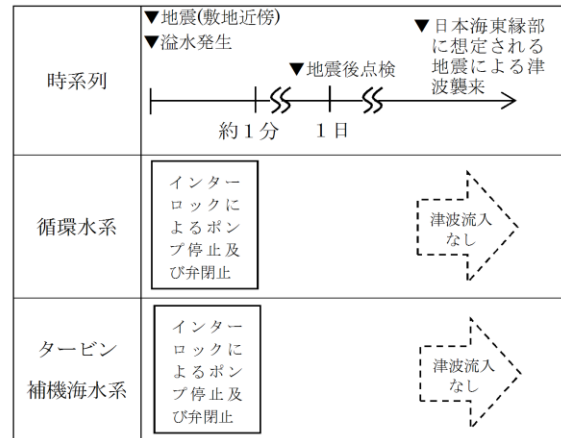 時系列
▼地震(敷地近傍)
▼溢水発生
▼地震後点検
▼日本海東縁部
に想定される
地震による津
波襲来
約1分
1日
循環水系
インター
ロックに
よるポン
プ停止及
び弁閉止
津波流入
なし
タービン
補機海水系
インター
ロックに
よるポン
プ停止及
び弁閉止
津波流入
なし